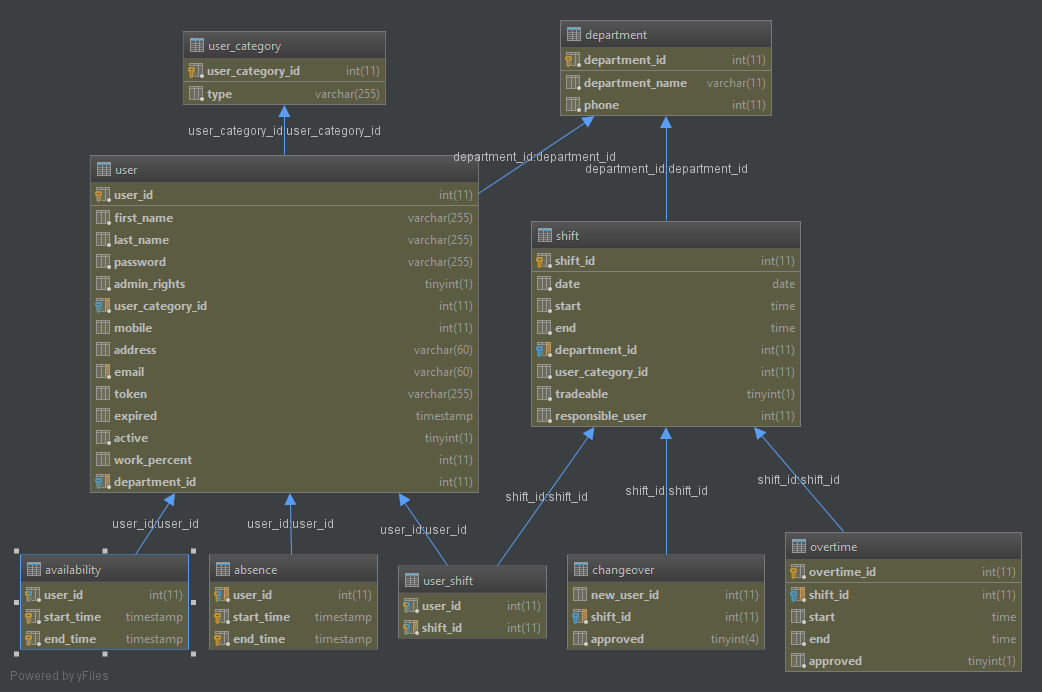 user_category
user_category_id int(11)
type varchar(255)
department
department_id int(11)
department_name varchar(11)
phone int(11)
user_category_id:user_category_id
department_id:department_id
department_id:department_id
user
user_id int(11)
first_name varchar(255)
last_name varchar(255)
password varchar(255)
admin_rights tinyint(1)
user_category_id int(11)
mobile int(11)
address varchar(60)
email varchar(60)
token varchar(255)
expired timestamp
active tinyint(1)
work_percent int(11)
department_id int(11)
shift
shift_id int(11)
date date
start time
end time
department_id int(11)
user_category_id int(11)
tradeable tinyint(1)
responsible_user int(11)
user_id:user_id
user_id:user_id
user_id:user_id
shift_id:shift_id
shift_id:shift_id
shift_id:shift_id
availability
user_id int(11)
start_time timestamp
end_time timestamp
absence
user_id int(11)
start_time timestamp
end_time timestamp
user_shift
user_id int(11)
shift_id int(11)
changeover
new_user_id int(11)
shift_id int(11)
approved tinyint(4)
overtime
overtime_id int(11)
shift_id int(11)
start time
end time
approved tinyint(1)
Powered by yFiles